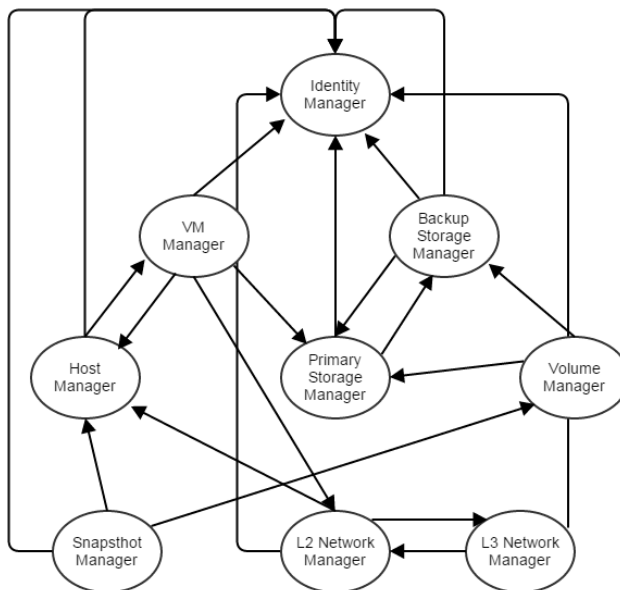 Identity
Manager
VM
Manager
Backup
Storage
Manager
Host
Manager
Primary
Storage
Manager
Volume
Manager
Snapsthot
Manager
L2 Network
Manager
L3 Network
Manager